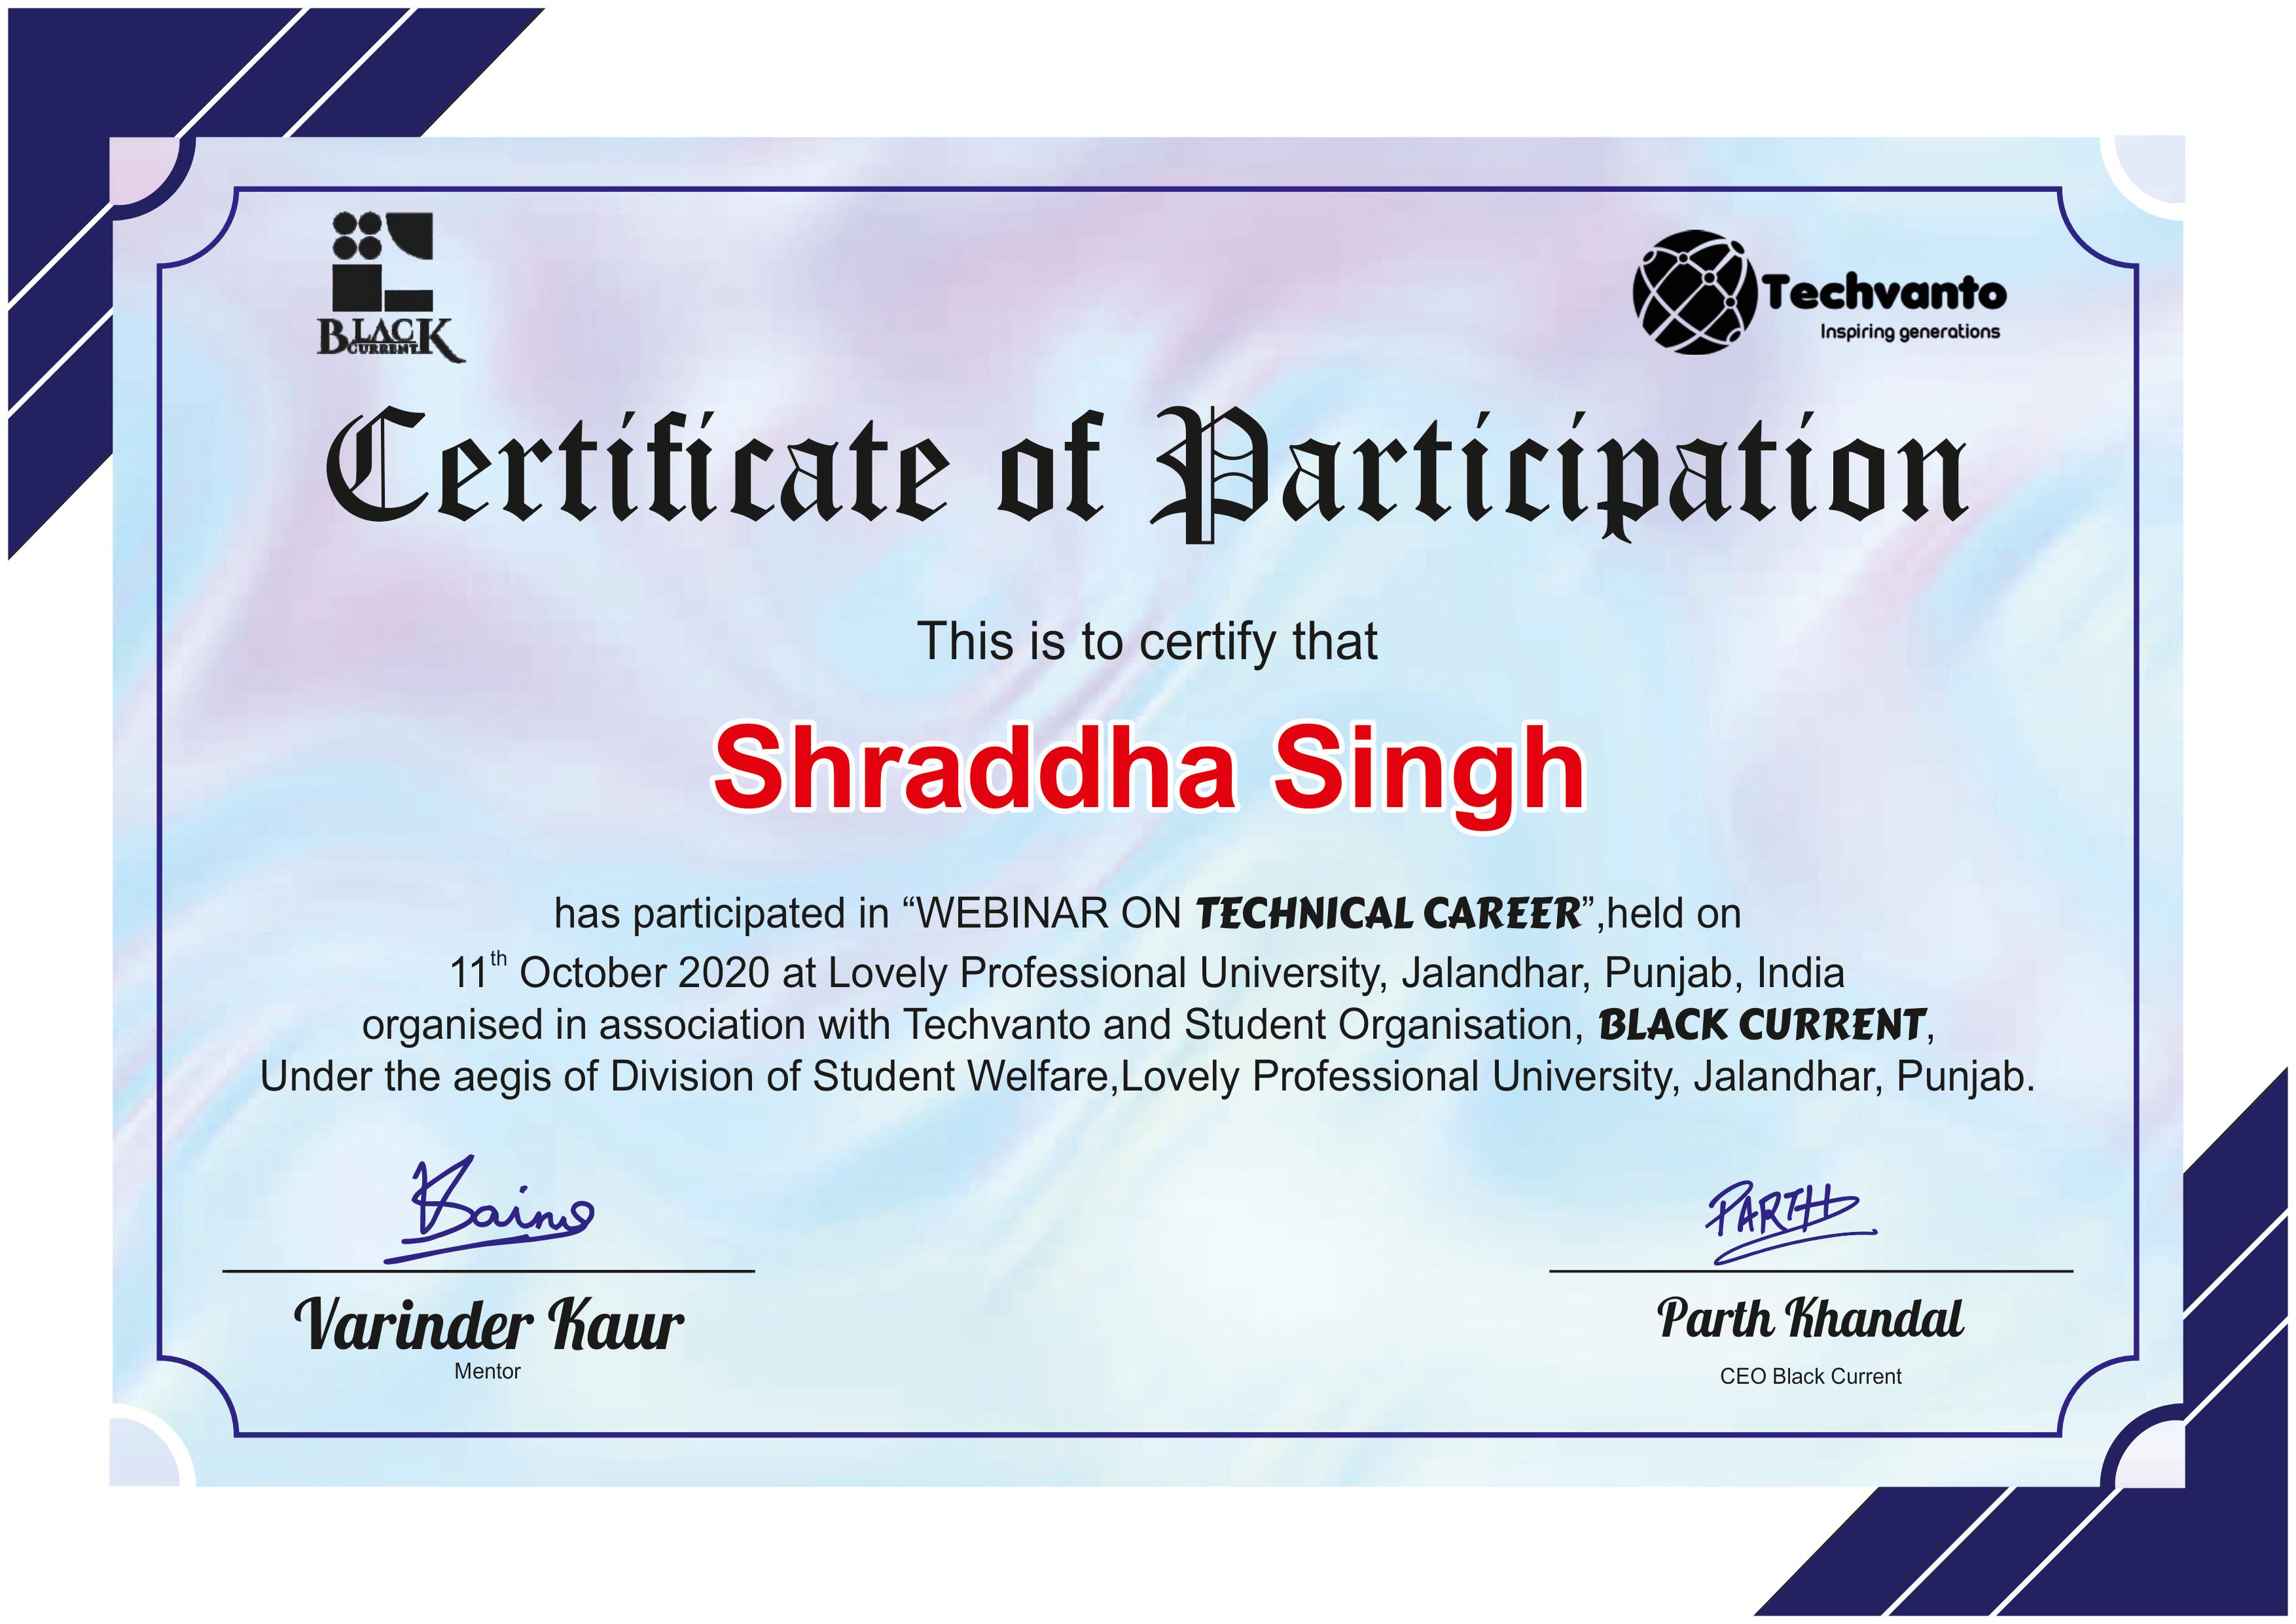 BLACK
CURRENT
Techvanto
Inspiring generations
Certificate of Participation
This is to certify that
Shraddha Singh
has participated in “WEBINAR ON TECHNICAL CAREER”,held on
11th October 2020 at Lovely Professional University, Jalandhar, Punjab, India
organised in association with Techvanto and Student Organisation, BLACK CURRENT,
Under the aegis of Division of Student Welfare,Lovely Professional University, Jalandhar, Punjab.
PARTH
Varinder Kaur
Parth Khandal
Mentor
CEO Black Current